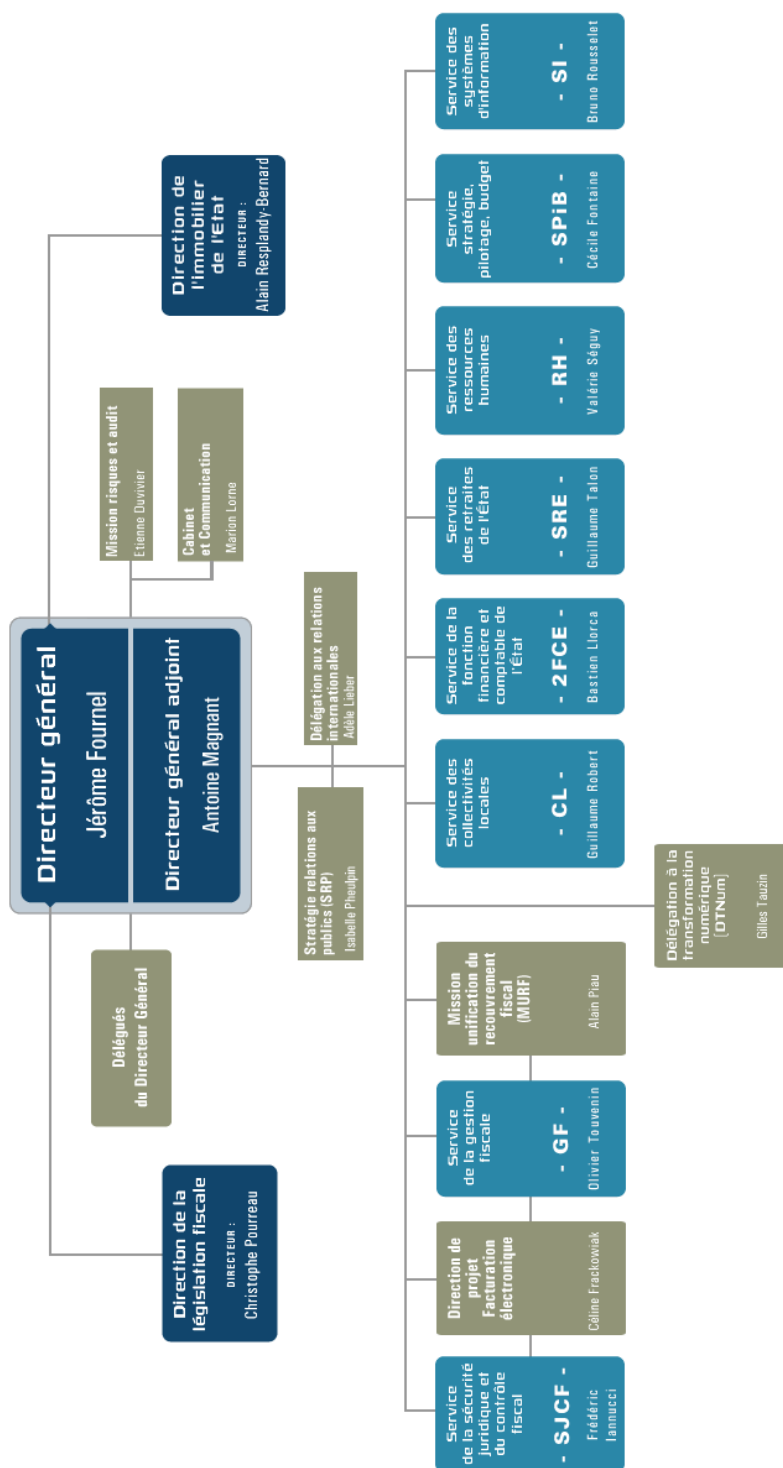 Directeur général
Jérôme Fournel
Directeur général adjoint
Antoine Magnant
Délégués
du Directeur Général
Mission risques et audit
Etienne Duvivier
Cabinet
et Communication
Marion Lorne
Direction de la
législation fiscale
DIRECTEUR :
Christophe Pourreau
Direction de
l'immobilier
de l'Etat
DIRECTEUR :
Alain Resplandy-Bernard
Stratégie relations aux
publics (SRP)
Isabelle Pheulpin
Délégation aux relations
internationales
Adèle Lieber
Service
de la sécurité
juridique et
du contrôle
fiscal
- SJCF -
Frédéric
Iannucci
Direction de
projet
Facturation
électronique
Céline Frackowiak
Service
de la gestion
fiscale
- GF -
Olivier Touvenin
Mission
unification du
recouvrement
fiscal
(MURF)
Alain Piau
Service des
collectivités
locales
- CL -
Guillaume Robert
Service de la
fonction
financière et
comptable de
l'État
- 2FCE -
Bastien Llorca
Service
des retraites
de l'État
- SRE -
Guillaume Talon
Service des
ressources
humaines
- RH -
Valérie Séguy
Service
stratégie,
pilotage, budget
- SPiB -
Cécile Fontaine
Service des
systèmes
d'information
- SI -
Bruno Rousselet
Délégation à la
transformation
numérique
[DTNum]
Gilles Tauzin